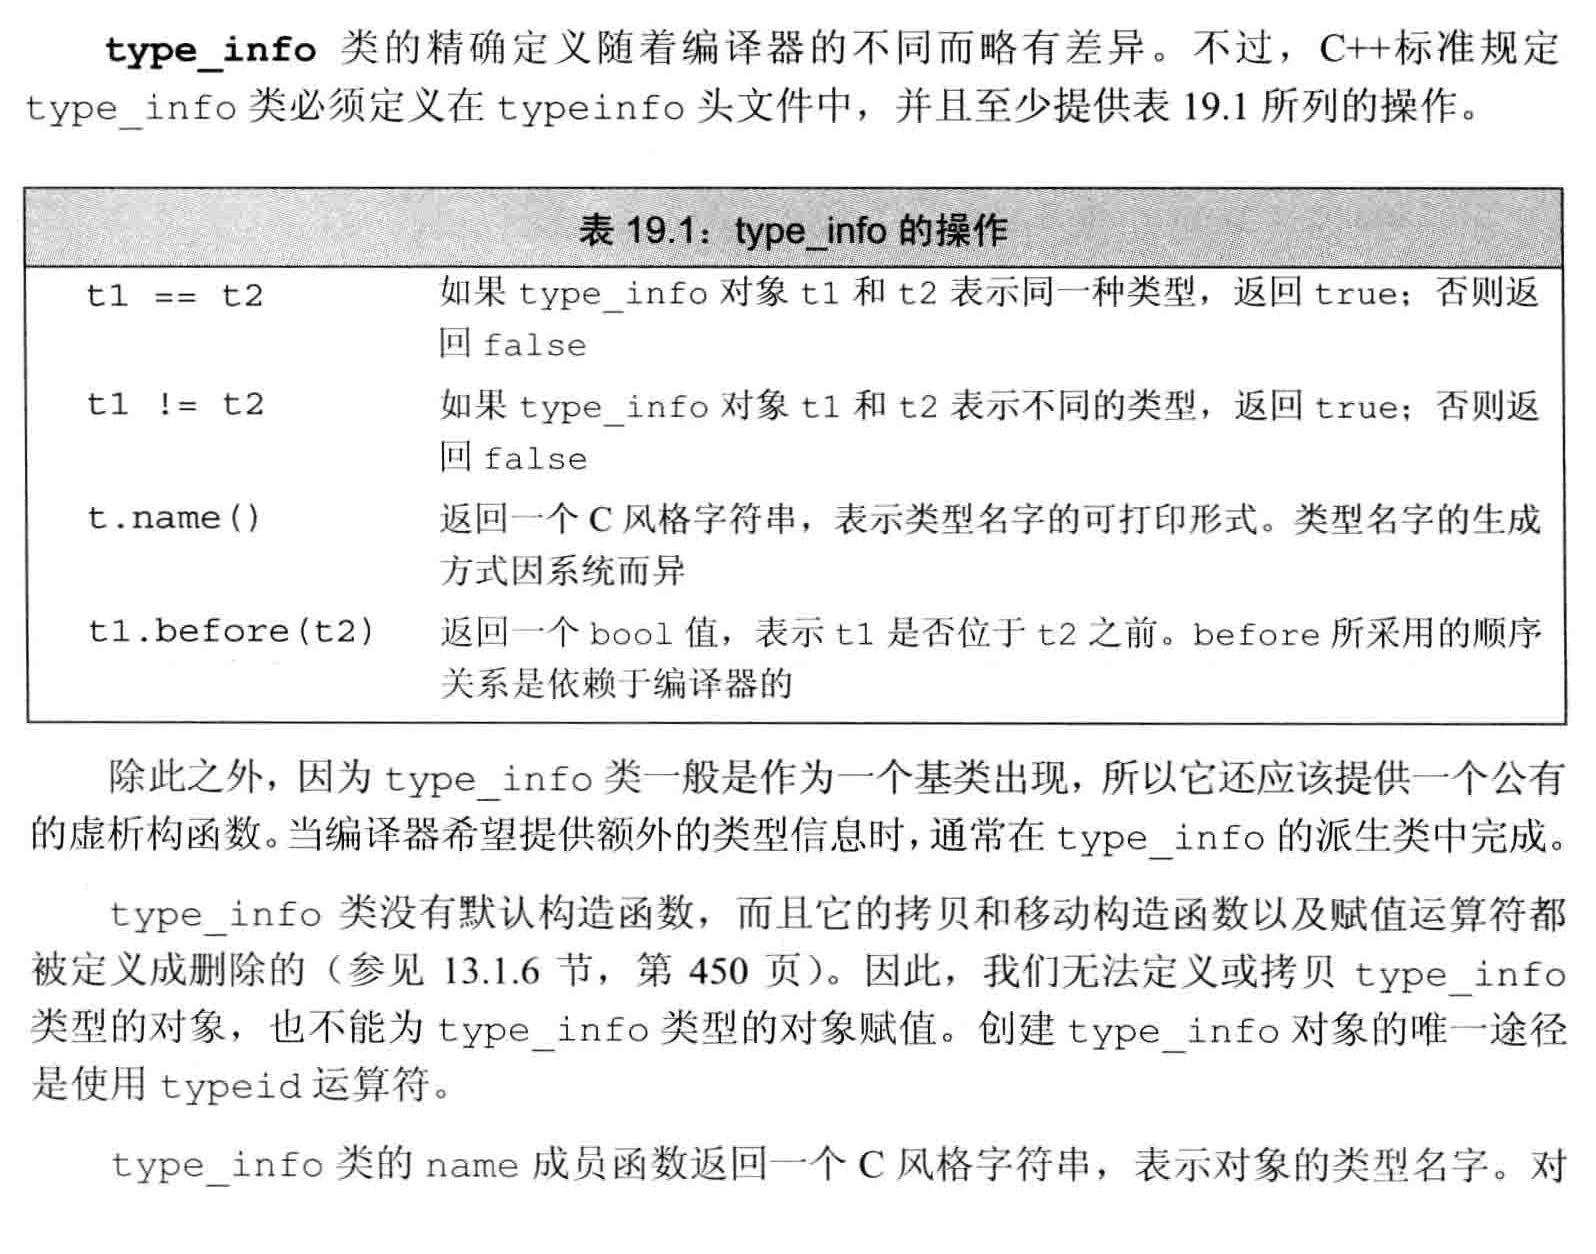 type_info 类的精确定义随着编译器的不同而略有差异。不过，C++标准规定
type_info 类必须定义在 typeinfo 头文件中，并且至少提供表 19.1 所列的操作。
表 19.1：type_info 的操作
t1 == t2 如果 type_info 对象 t1 和 t2 表示同一种类型，返回 true；否则返
回 false
t1 != t2 如果 type_info 对象 t1 和 t2 表示不同的类型，返回 true；否则返
回 false
t.name() 返回一个 C 风格字符串，表示类型名字的可打印形式。类型名字的生成
方式因系统而异
t1.before(t2) 返回一个 bool 值，表示 t1 是否位于 t2 之前。before 所采用的顺序
关系是依赖于编译器的
除此之外，因为 type_info 类一般是作为一个基类出现，所以它还应该提供一个公有
的虚析构函数。当编译器希望提供额外的类型信息时，通常在 type_info 的派生类中完成。
type_info 类没有默认构造函数，而且它的拷贝和移动构造函数以及赋值运算符都
被定义成删除的（参见 13.1.6 节，第 450 页）。因此，我们无法定义或拷贝 type_info
类型的对象，也不能为 type_info 类型的对象赋值。创建 type_info 对象的唯一途径
是使用 typeid 运算符。
type_info 类的 name 成员函数返回一个 C 风格字符串，表示对象的类型名字。对